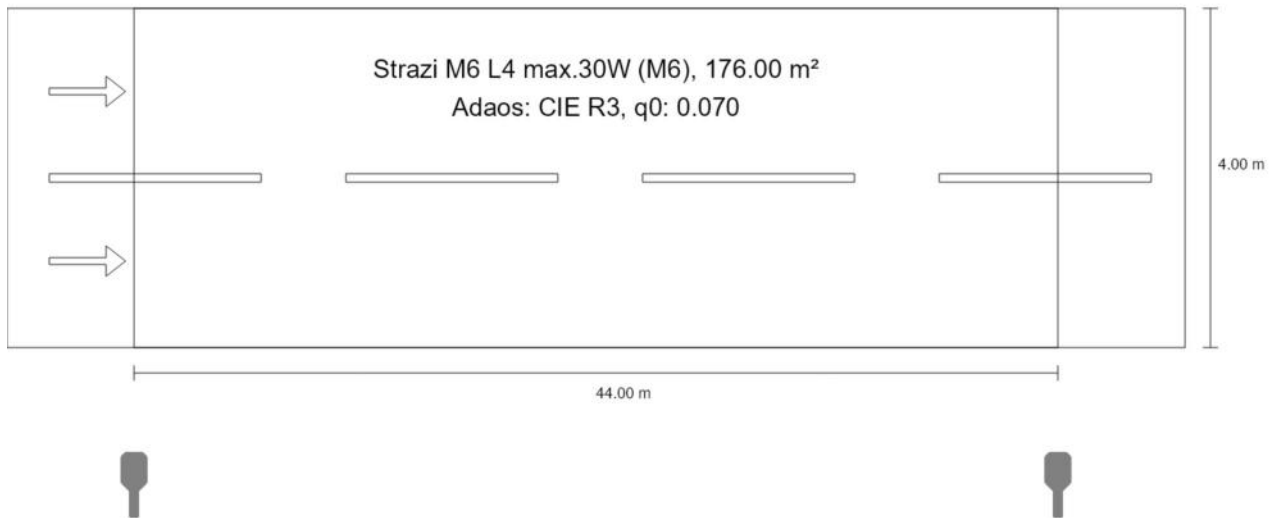 Strazi M6 L4 max.30W (M6), 176.00 m²
Adaos: CIE R3, q0: 0.070
4.00 m
44.00 m